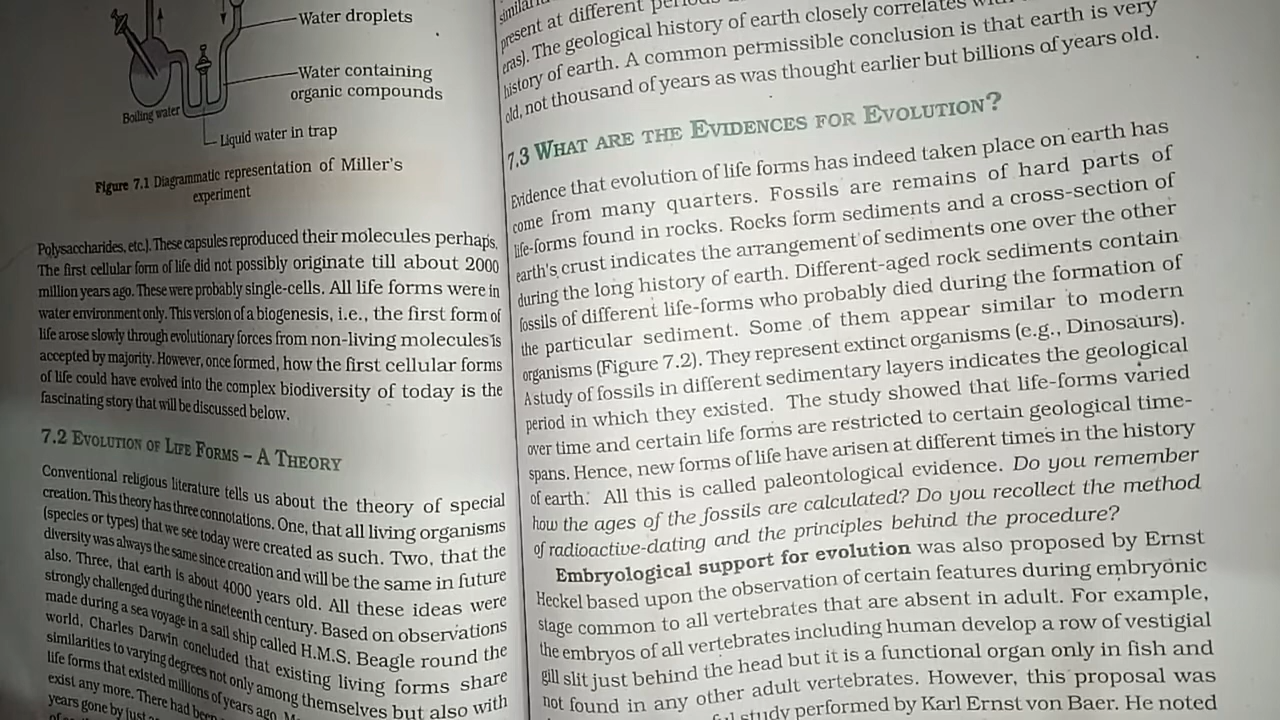 Water droplets
Water containing
organic compounds
Boiling water
Liquid water in trap
Figure 7.1 Diagrammatic representation of Miller's
experiment
Polysaccharides, etc.). These capsules reproduced their molecules perhaps.
The first cellular form of life did not possibly originate till about 2000
million years ago. These were probably single-cells. All life forms were in
water environment only. This version of a biogenesis, i.e., the first form of
life arose slowly through evolutionary forces from non-living molecules is
accepted by majority. However, once formed, how the first cellular forms
of life could have evolved into the complex biodiversity of today is the
fascinating story that will be discussed below.
7.2 EVOLUTION OF LIFE FORMS – A THEORY
Conventional religious literature tells us about the theory of special
creation. This theory has three connotations. One, that all living organisms
(species or types) that we see today were created as such. Two, that the
diversity was always the same since creation and will be the same in future
also. Three, that earth is about 4000 years old. All these ideas were
strongly challenged during the nineteenth century. Based on observations
made during a sea voyage in a sail ship called H.M.S. Beagle round the
world, Charles Darwin concluded that existing living forms share
similarities to varying degrees not only among themselves but also with
life forms that existed millions of years ago.
exist any more. There had been
years gone by just
present at different
eras). The geological history of earth closely correlates
history of earth. A common permissible conclusion is that earth is very
old, not thousand of years as was thought earlier but billions of years old.
7.3 WHAT ARE THE EVIDENCES FOR EVOLUTION?
Evidence that evolution of life forms has indeed taken place on earth has
come from many quarters. Fossils are remains of hard parts of
life-forms found in rocks. Rocks form sediments and a cross-section of
earth's crust indicates the arrangement of sediments one over the other
during the long history of earth. Different-aged rock sediments contain
fossils of different life-forms who probably died during the formation of
the particular sediment. Some of them appear similar to modern
organisms (Figure 7.2). They represent extinct organisms (e.g., Dinosaurs).
A study of fossils in different sedimentary layers indicates the geological
period in which they existed. The study showed that life-forms varied
over time and certain life forms are restricted to certain geological time-
spans. Hence, new forms of life have arisen at different times in the history
of earth. All this is called paleontological evidence. Do you remember
how the ages of the fossils are calculated? Do you recollect the method
of radioactive-dating and the principles behind the procedure?
Embryological support for evolution was also proposed by Ernst
Heckel based upon the observation of certain features during embryonic
stage common to all vertebrates that are absent in adult. For example,
the embryos of all vertebrates including human develop a row of vestigial
gill slit just behind the head but it is a functional organ only in fish and
not found in any other adult vertebrates. However, this proposal was
study performed by Karl Ernst von Baer. He noted